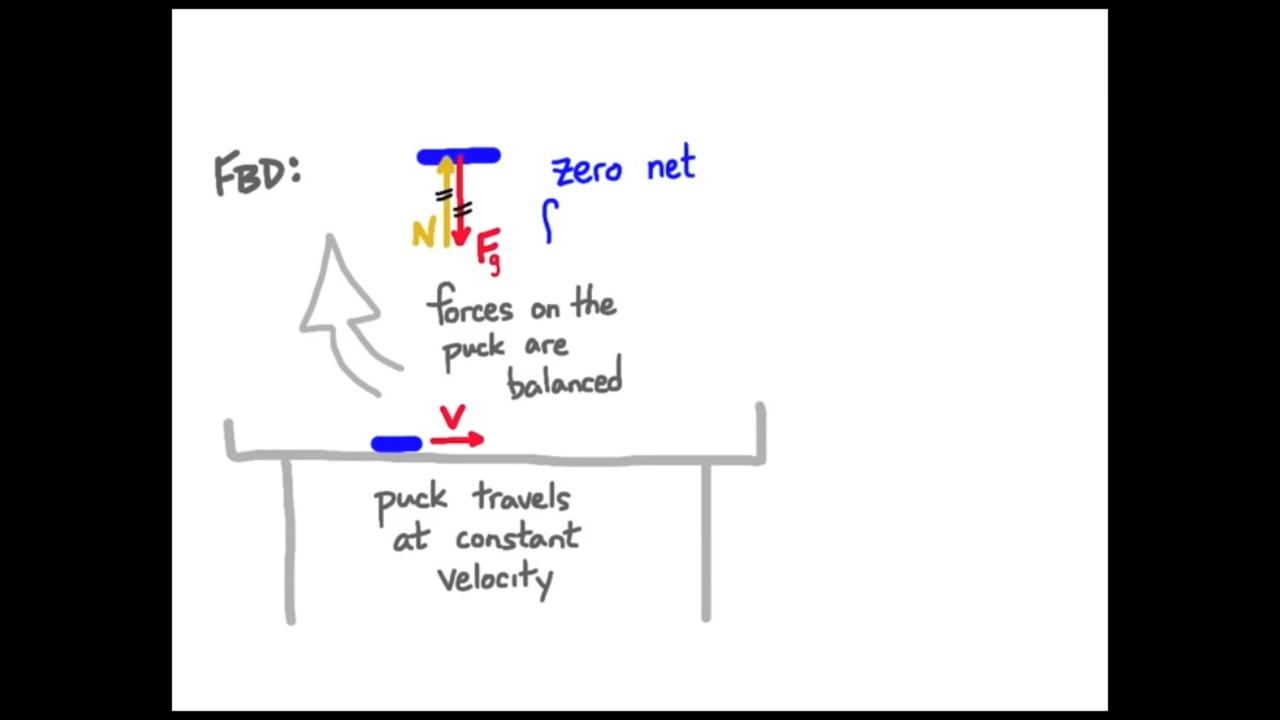 FBD:
zero net
N
Fg
forces on the
puck are
balanced
V
puck travels
at constant
velocity